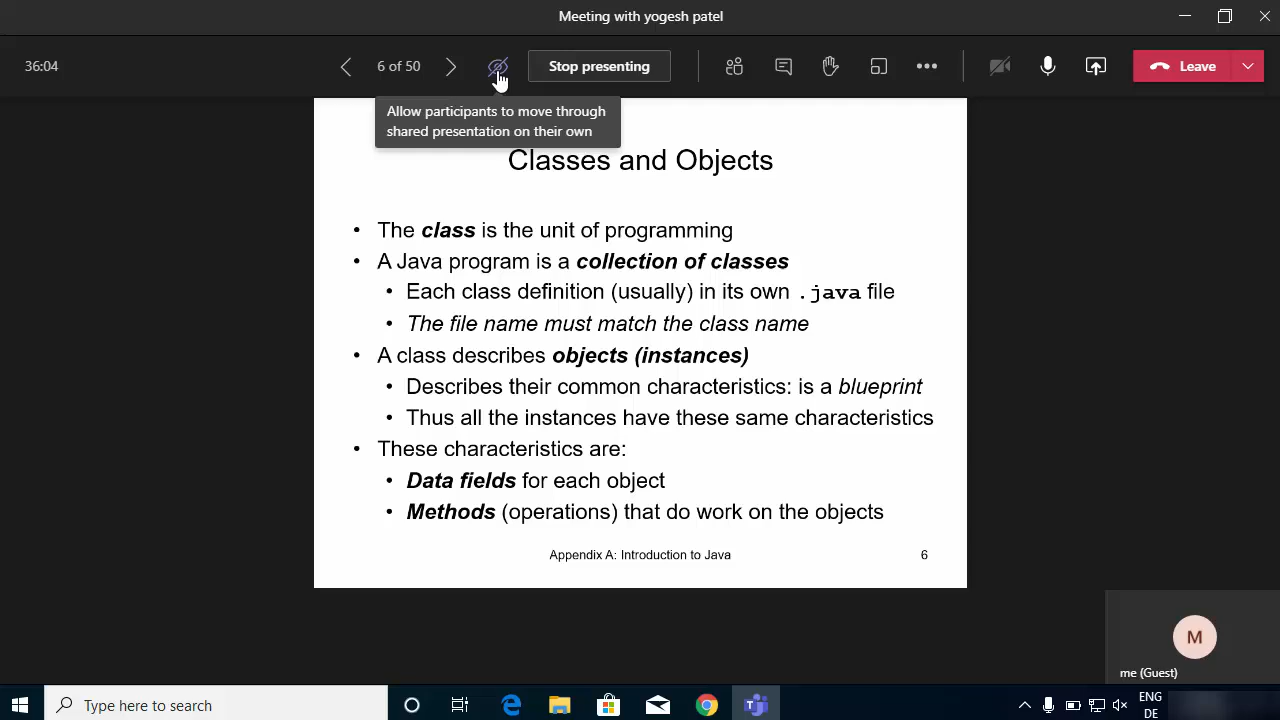 Meeting with yogesh patel
36:04
6 of 50
Stop presenting
Leave
Allow participants to move through
shared presentation on their own
Classes and Objects
• The class is the unit of programming
• A Java program is a collection of classes
• Each class definition (usually) in its own .java file
• The file name must match the class name
• A class describes objects (instances)
• Describes their common characteristics: is a blueprint
• Thus all the instances have these same characteristics
• These characteristics are:
• Data fields for each object
• Methods (operations) that do work on the objects
Appendix A: Introduction to Java
6
M
me (Guest)
Type here to search
ENG
DE